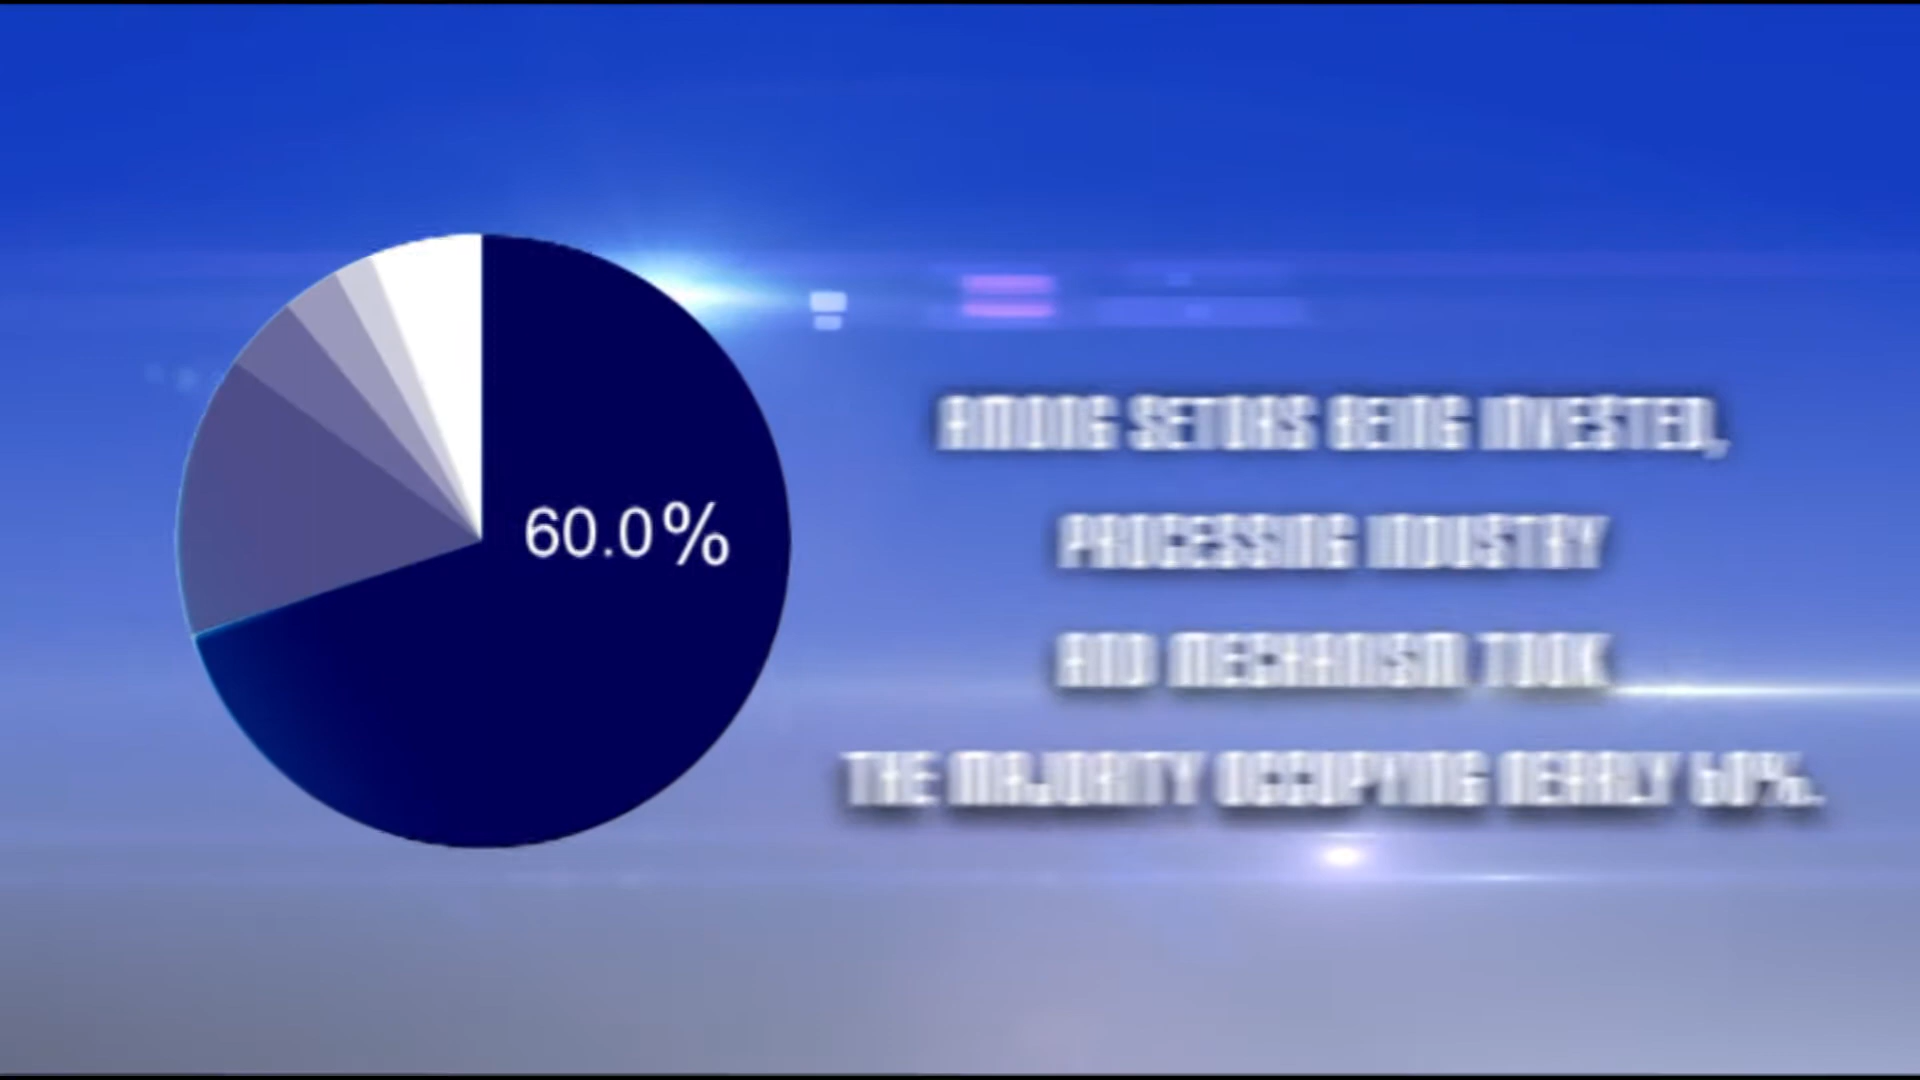 60.0%
AMONG SETORS BEING INVESTED,
PROCESSING INDUSTRY
AND MECHANISM TOOK
THE MAJORITY OCCUPYING NEARLY 60%.